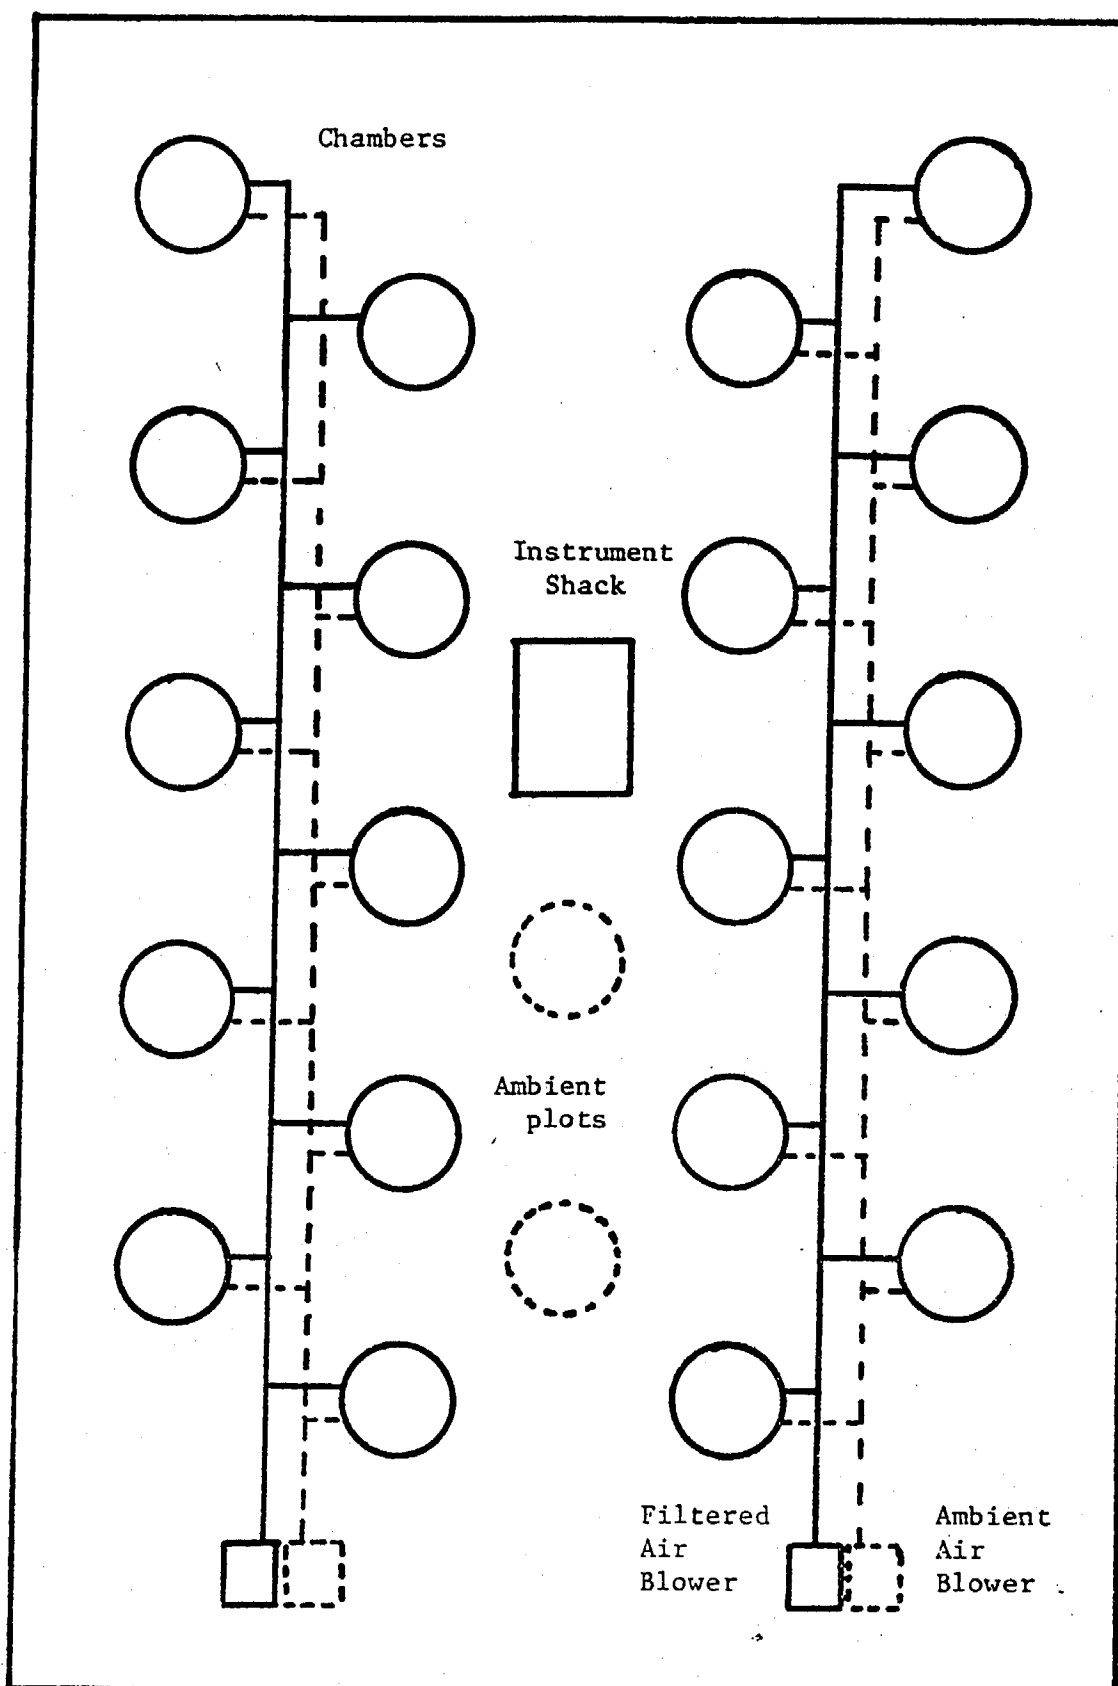 Chambers
Instrument
Shack
Ambient
plots
Filtered
Air
Blower
Ambient
Air
Blower